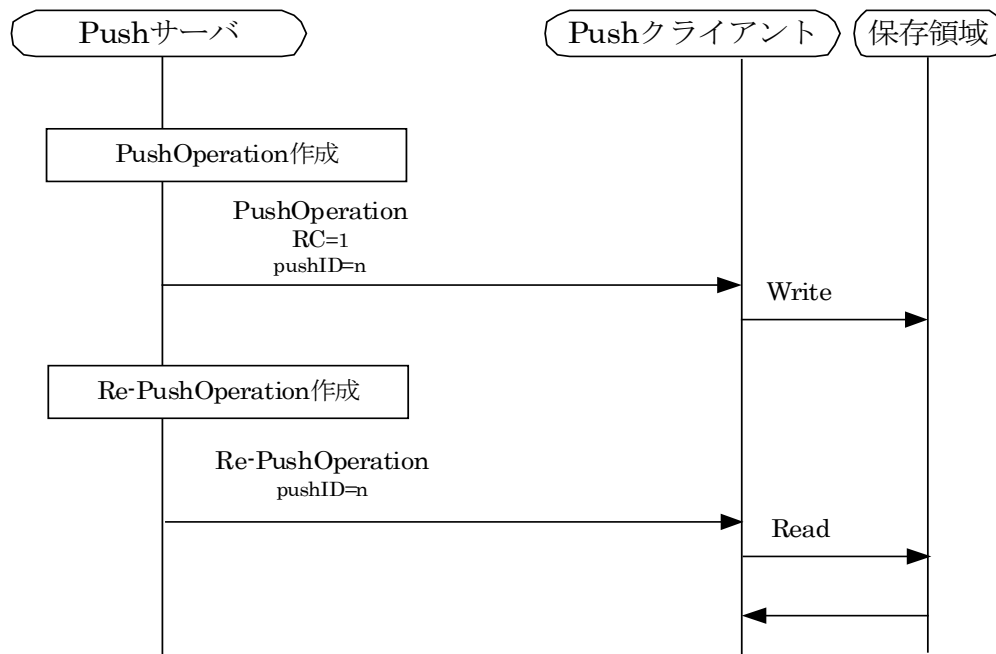 Pushサーバ
Pushクライアント
保存領域
PushOperation作成
PushOperation
RC=1
pushID=n
Write
Re-PushOperation作成
Re-PushOperation
pushID=n
Read